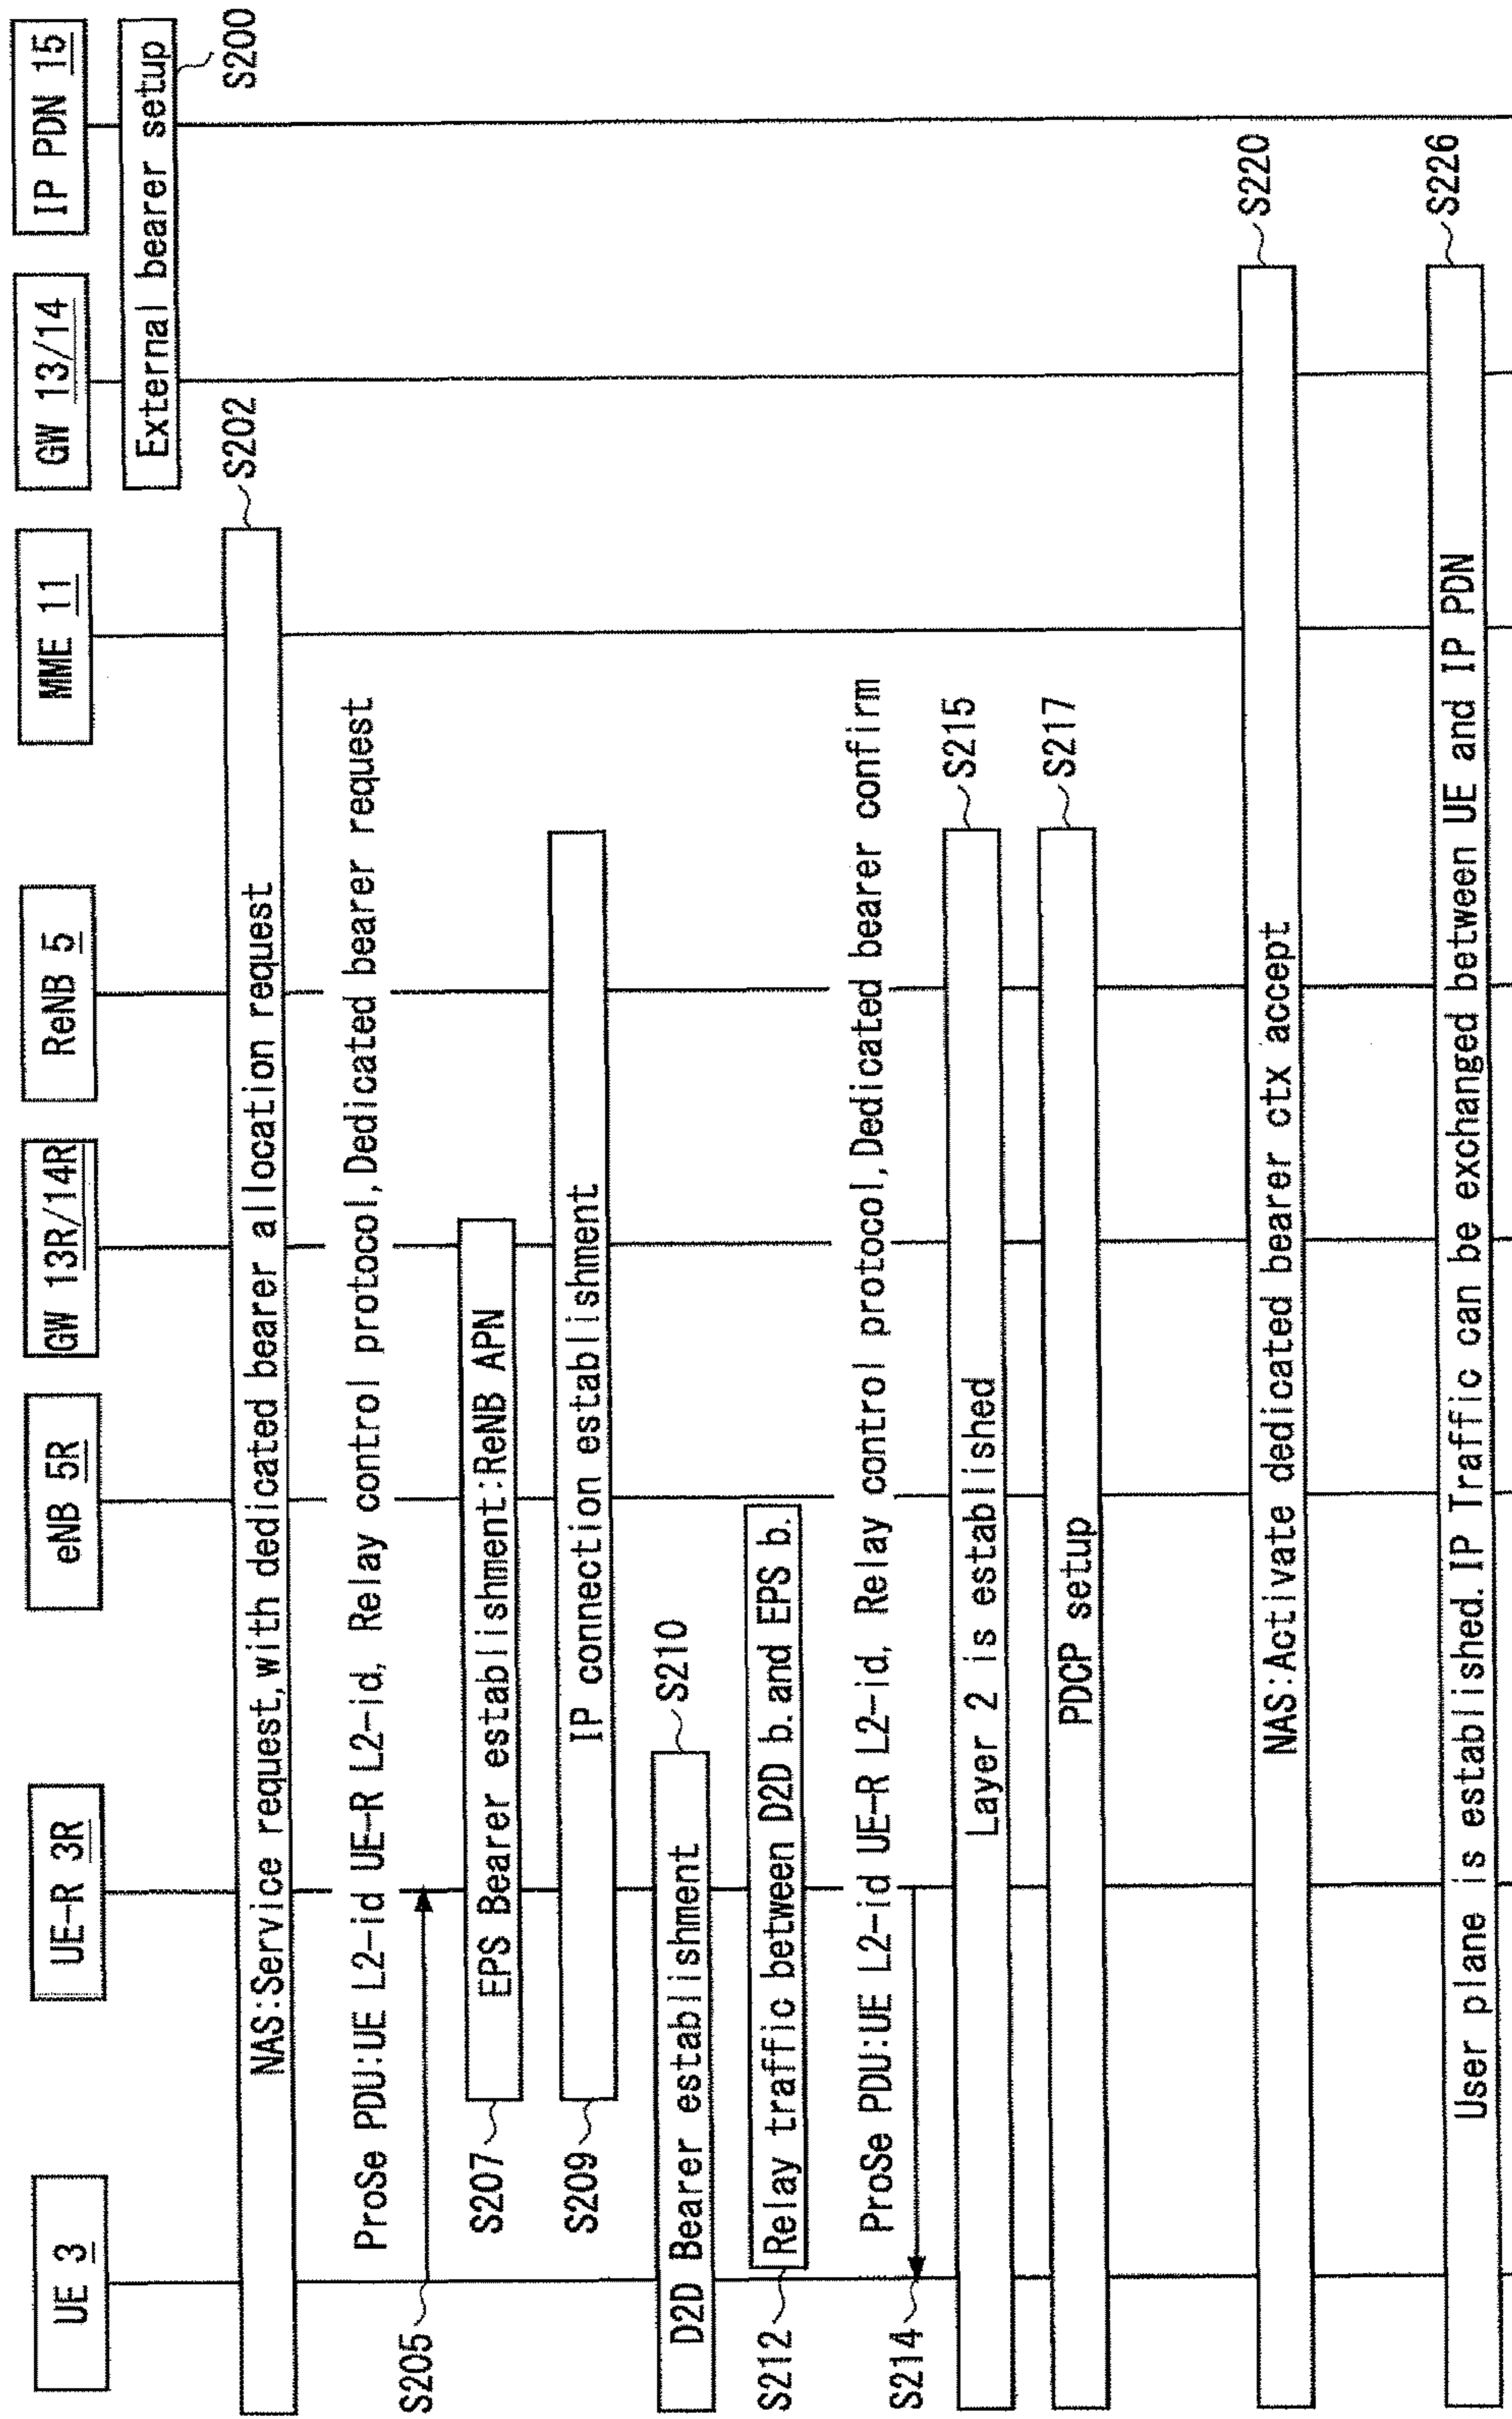 UE 3
UE-R 3R
eNB 5R
GW 13R/14R
ReNB 5
MME 11
GW 13/14
IP PDN 15
External bearer setup
S200
NAS:Service request,with dedicated bearer allocation request
S202
ProSe PDU:UE L2-id UE-R L2-id, Relay control protocol,Dedicated bearer request
S205
EPS Bearer establishment:ReNB APN
S207
IP connection establishment
S209
D2D Bearer establishment
S210
Relay traffic between D2D b. and EPS b.
S212
ProSe PDU:UE L2-id UE-R L2-id, Relay control protocol,Dedicated bearer confirm
S214
Layer 2 is established
S215
PDCP setup
S217
NAS:Activate dedicated bearer ctx accept
S220
User plane is established. IP Traffic can be exchanged between UE and IP PDN
S226